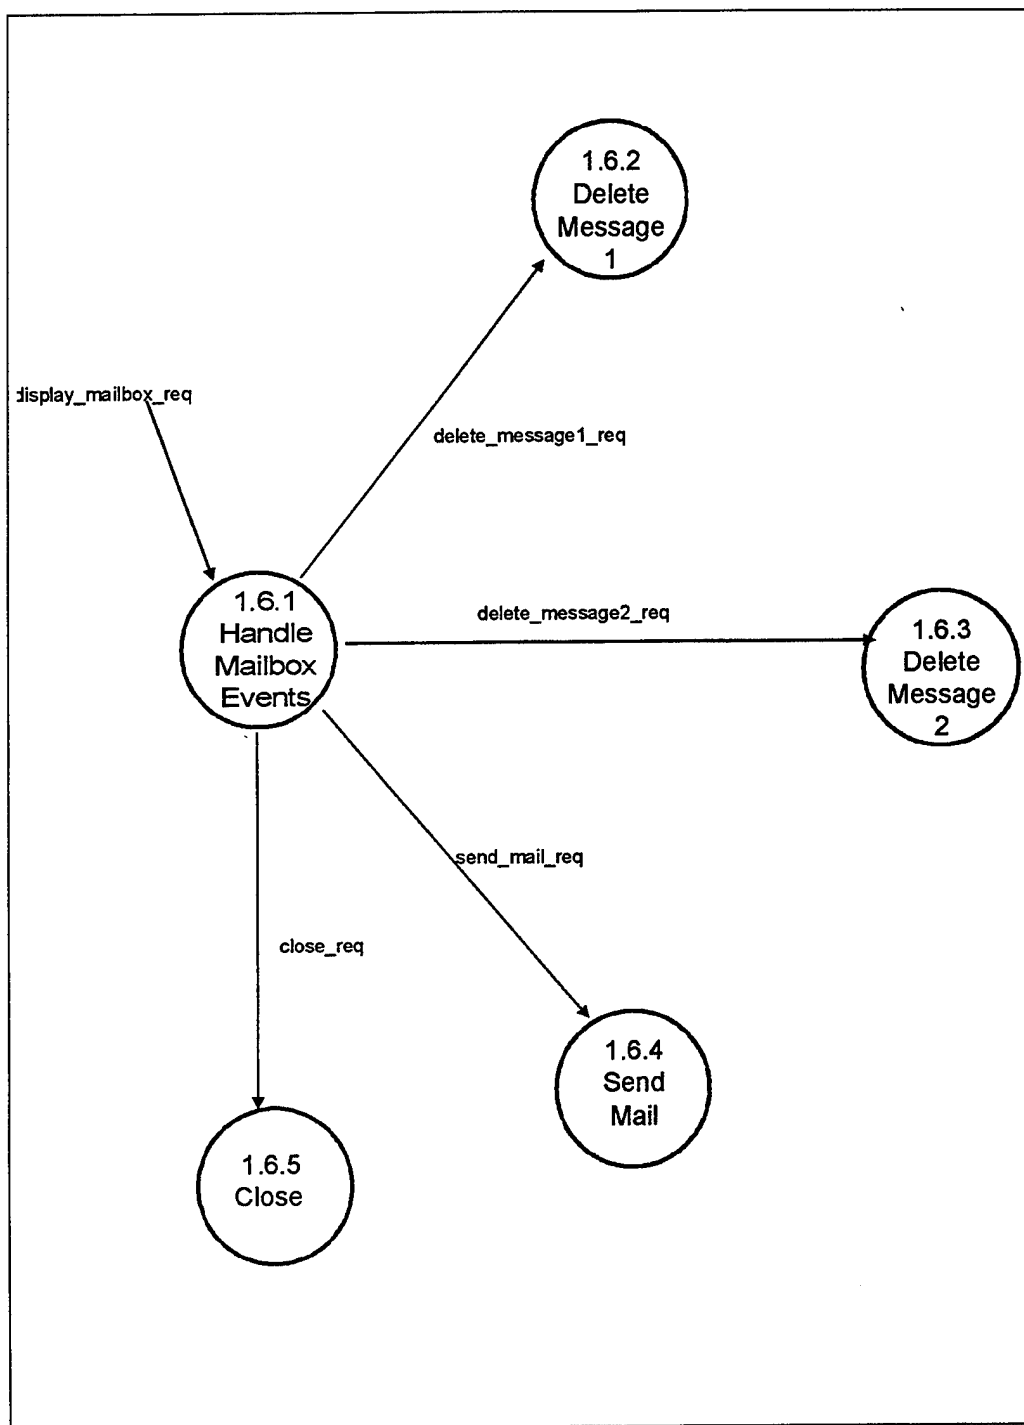 1.6.2
Delete
Message
1
display_mailbox_req
delete_message1_req
1.6.1
Handle
Mailbox
Events
delete_message2_req
1.6.3
Delete
Message
2
send_mail_req
close_req
1.6.4
Send
Mail
1.6.5
Close